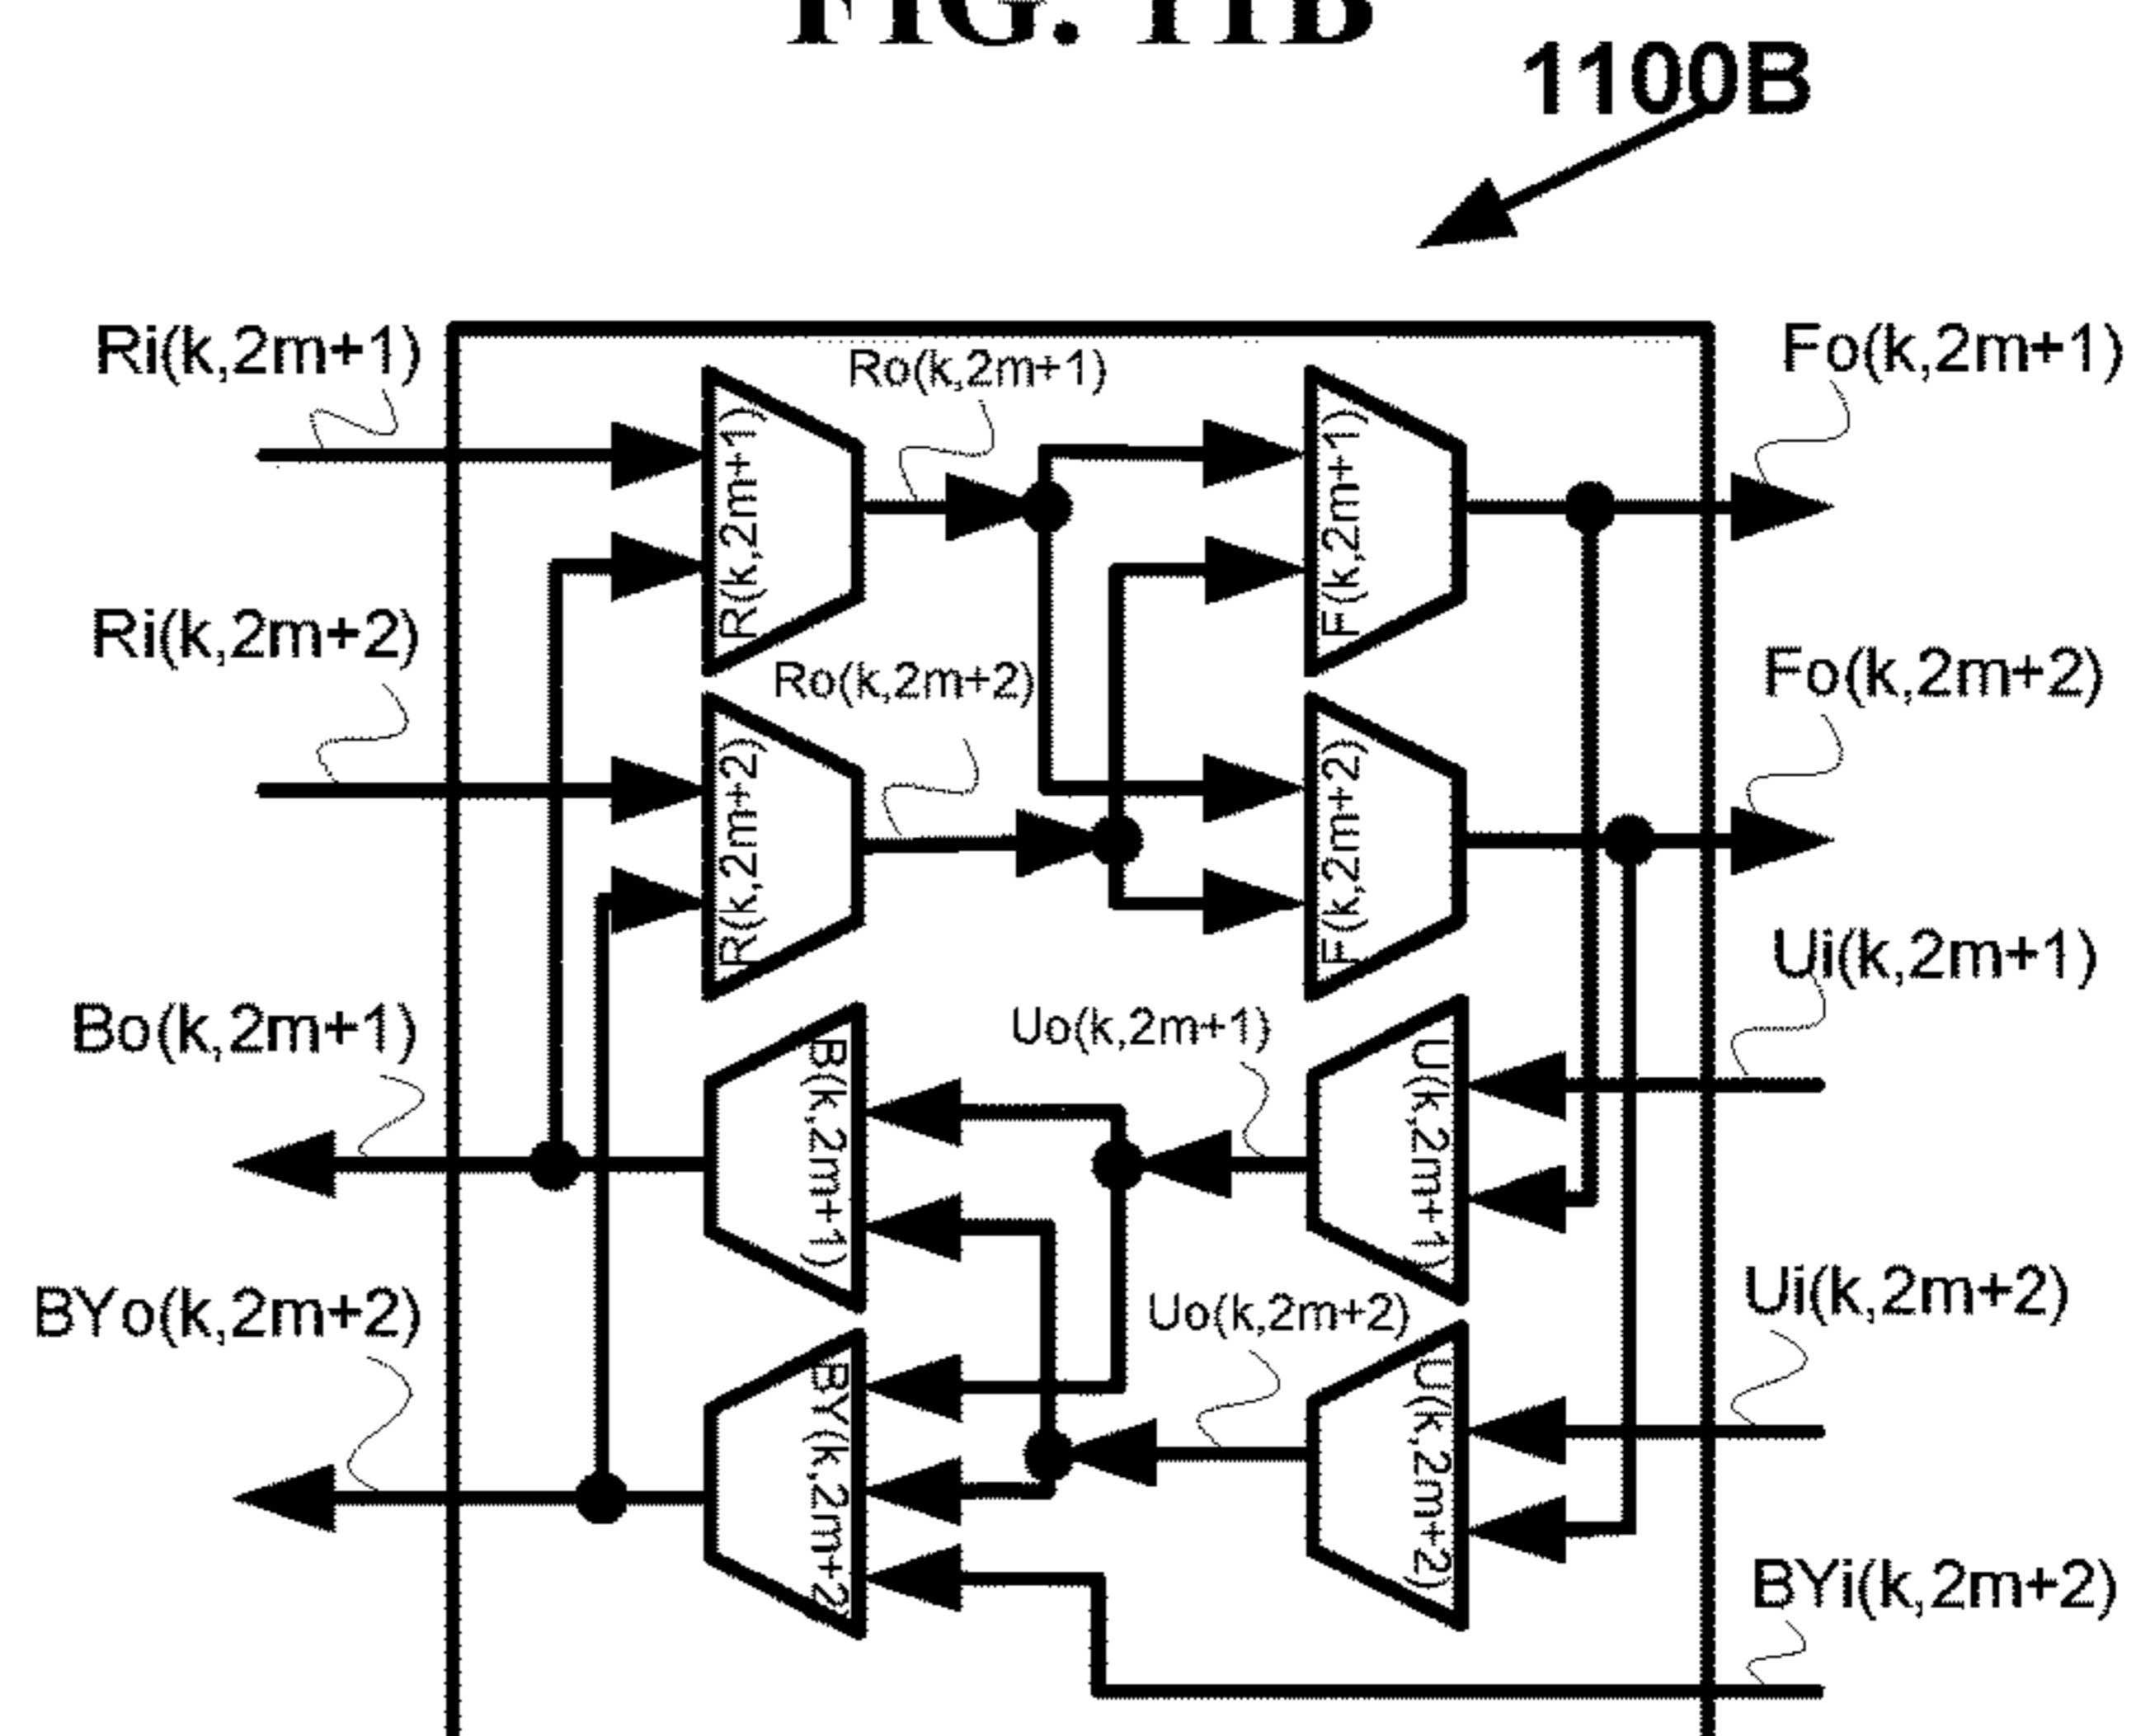 FIG. 11B
1100B
Ri(k,2m+1)
Ro(k,2m+1)
Fo(k,2m+1)
R(k,2m+1)
F(k,2m+1)
Ri(k,2m+2)
Ro(k,2m+2)
Fo(k,2m+2)
R(k,2m+2)
F(k,2m+2)
Ui(k,2m+1)
Bo(k,2m+1)
Uo(k,2m+1)
B(k,2m+1)
U(k,2m+1)
BYo(k,2m+2)
Uo(k,2m+2)
Ui(k,2m+2)
BY(k,2m+2)
U(k,2m+2)
BYi(k,2m+2)